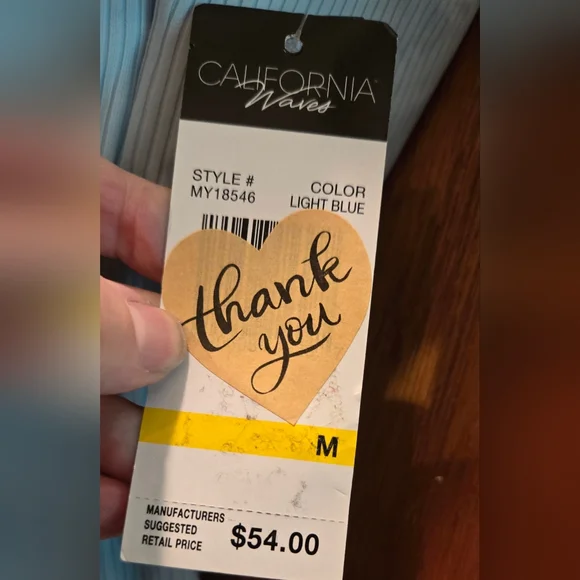 CALIFORNIA
Waves
STYLE #
MY18546
COLOR
LIGHT BLUE
thank
you
M
MANUFACTURERS
SUGGESTED
RETAIL PRICE
$54.00